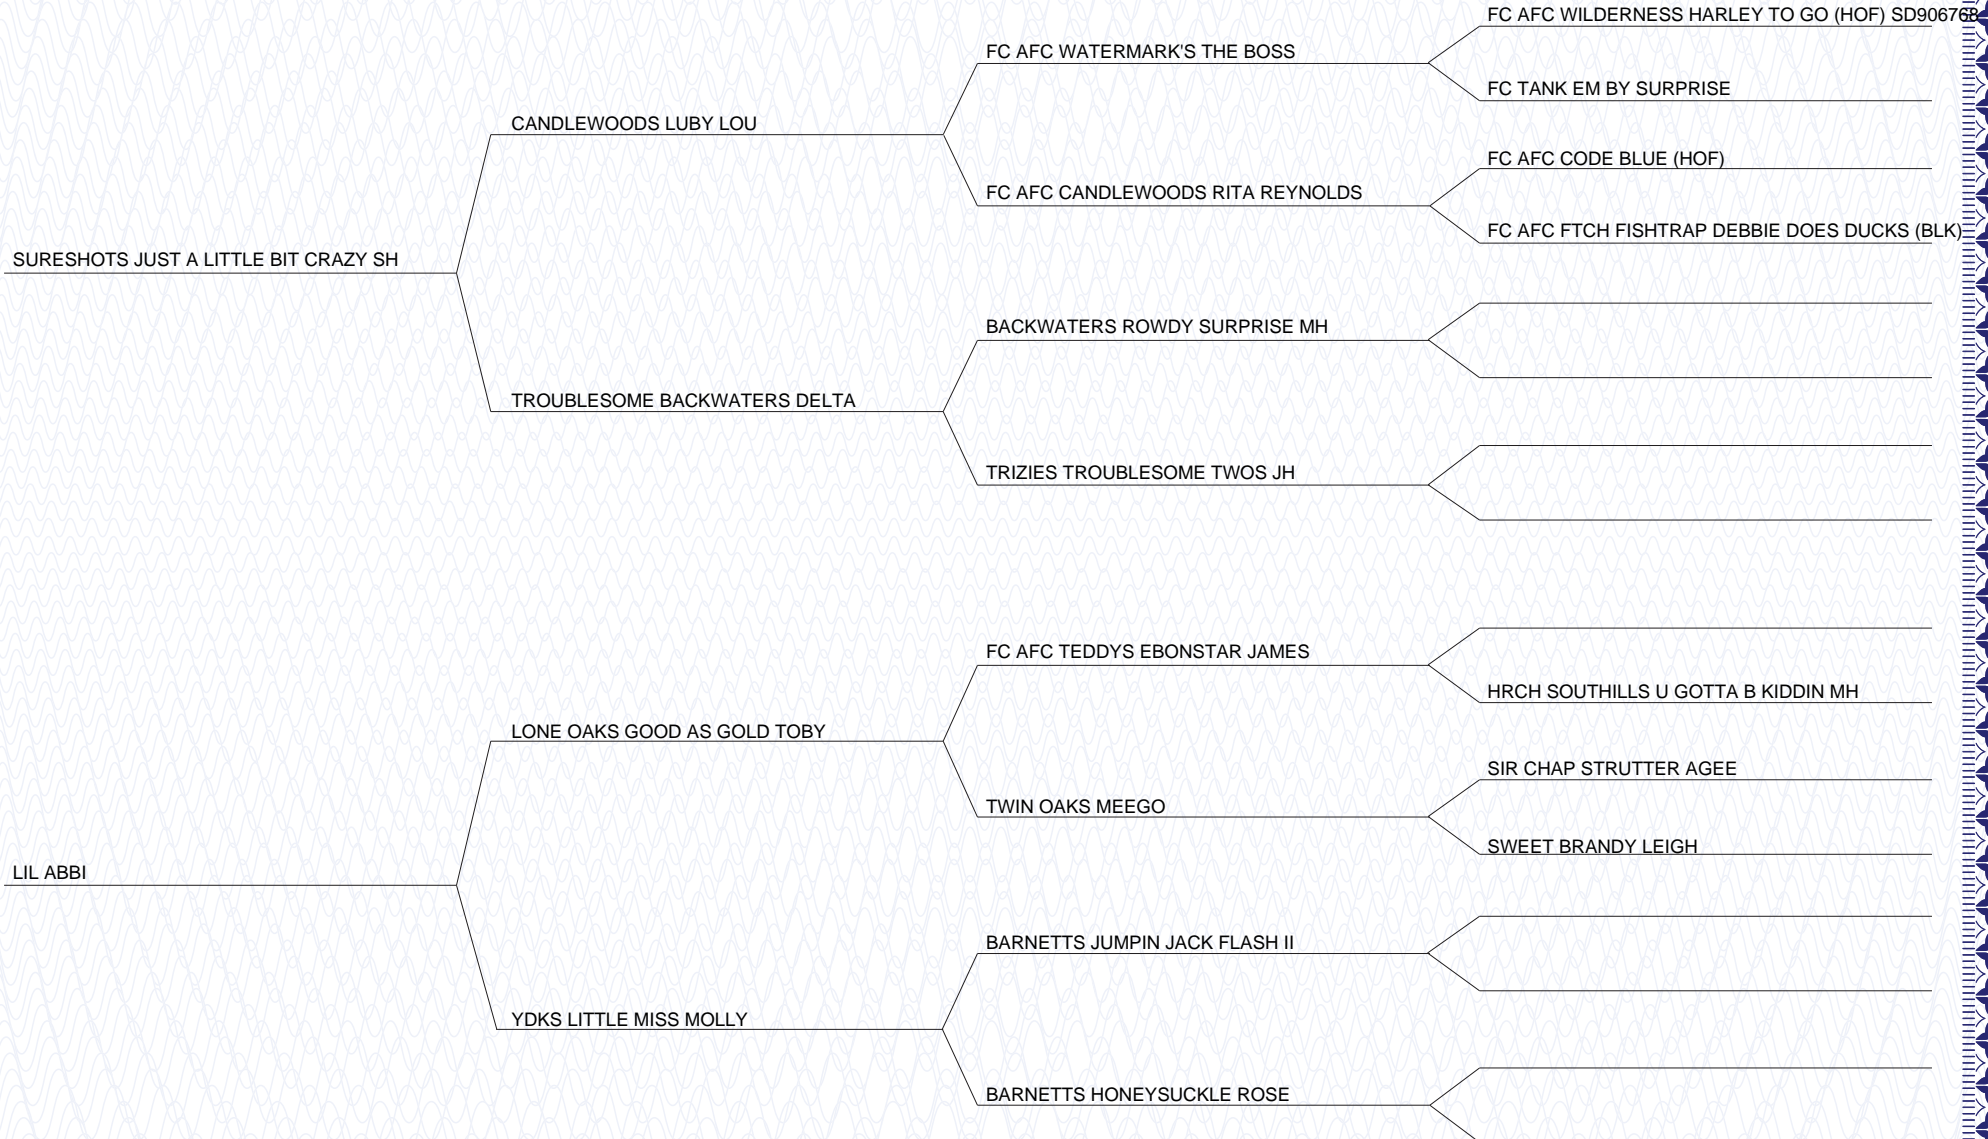 FC AFC WILDERNESS HARLEY TO GO (HOF) SD906768
FC AFC WATERMARK'S THE BOSS
FC TANK EM BY SURPRISE
CANDLEWOODS LUBY LOU
FC AFC CODE BLUE (HOF)
FC AFC CANDLEWOODS RITA REYNOLDS
FC AFC FTCH FISHTRAP DEBBIE DOES DUCKS (BLK)
SURESHOTS JUST A LITTLE BIT CRAZY SH
BACKWATERS ROWDY SURPRISE MH
TROUBLESOME BACKWATERS DELTA
TRIZIES TROUBLESOME TWOS JH
FC AFC TEDDYS EBONSTAR JAMES
HRCH SOUTHILLS U GOTTA B KIDDIN MH
LONE OAKS GOOD AS GOLD TOBY
SIR CHAP STRUTTER AGEE
TWIN OAKS MEEGO
SWEET BRANDY LEIGH
LIL ABBI
BARNETTS JUMPIN JACK FLASH II
YDKS LITTLE MISS MOLLY
BARNETTS HONEYSUCKLE ROSE